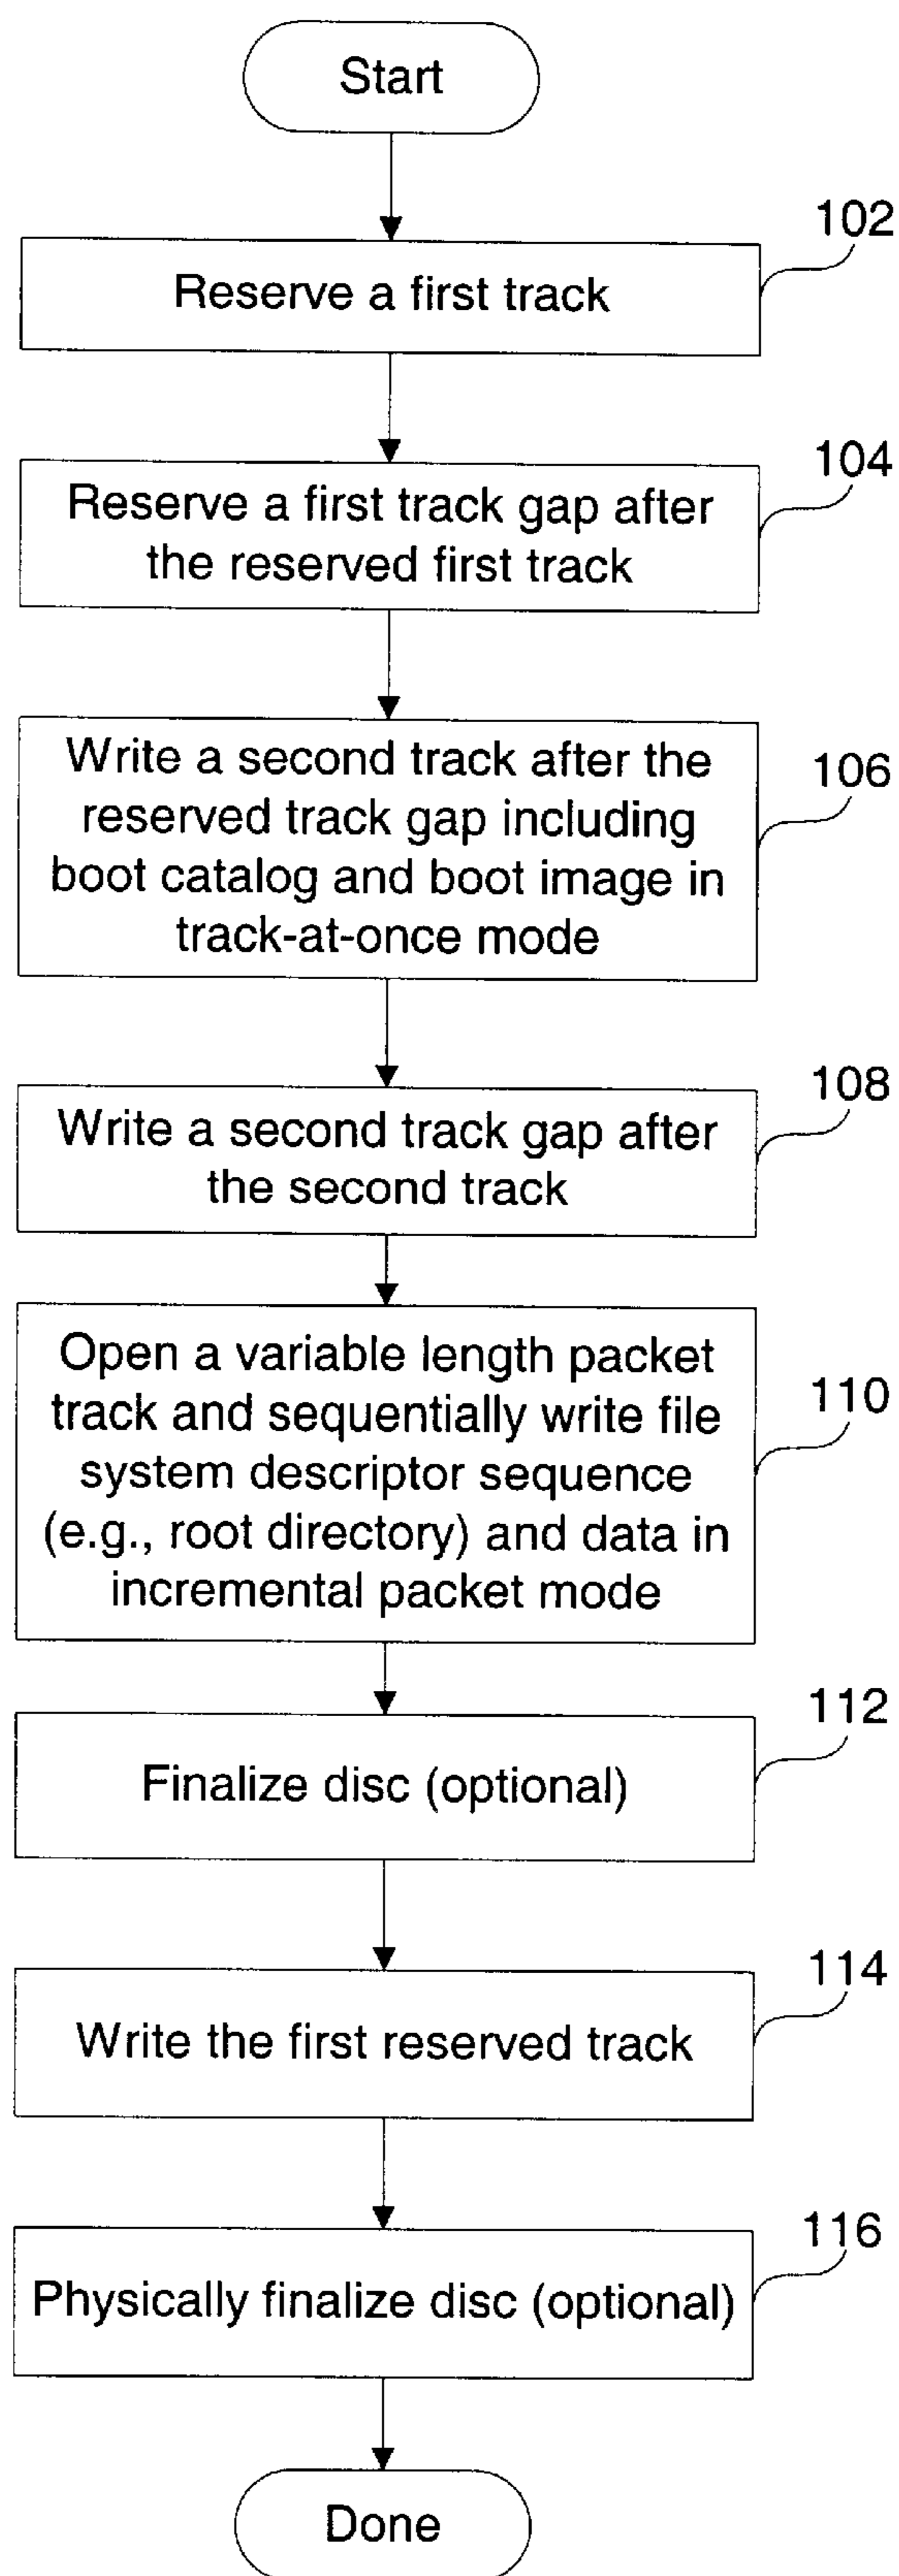 Start
102
Reserve a first track
104
Reserve a first track gap after
the reserved first track
106
Write a second track after the
reserved track gap including
boot catalog and boot image in
track-at-once mode
108
Write a second track gap after
the second track
110
Open a variable length packet
track and sequentially write file
system descriptor sequence
(e.g., root directory) and data in
incremental packet mode
112
Finalize disc (optional)
114
Write the first reserved track
116
Physically finalize disc (optional)
Done